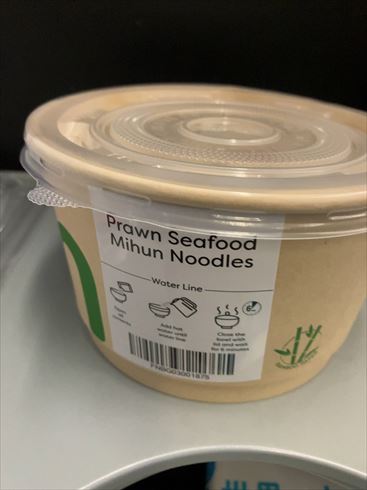 Prawn Seafood
Mihun Noodles
Water Line
Add hot
water until
water line
Close the
bowl with
lid and wait
for 6 minutes